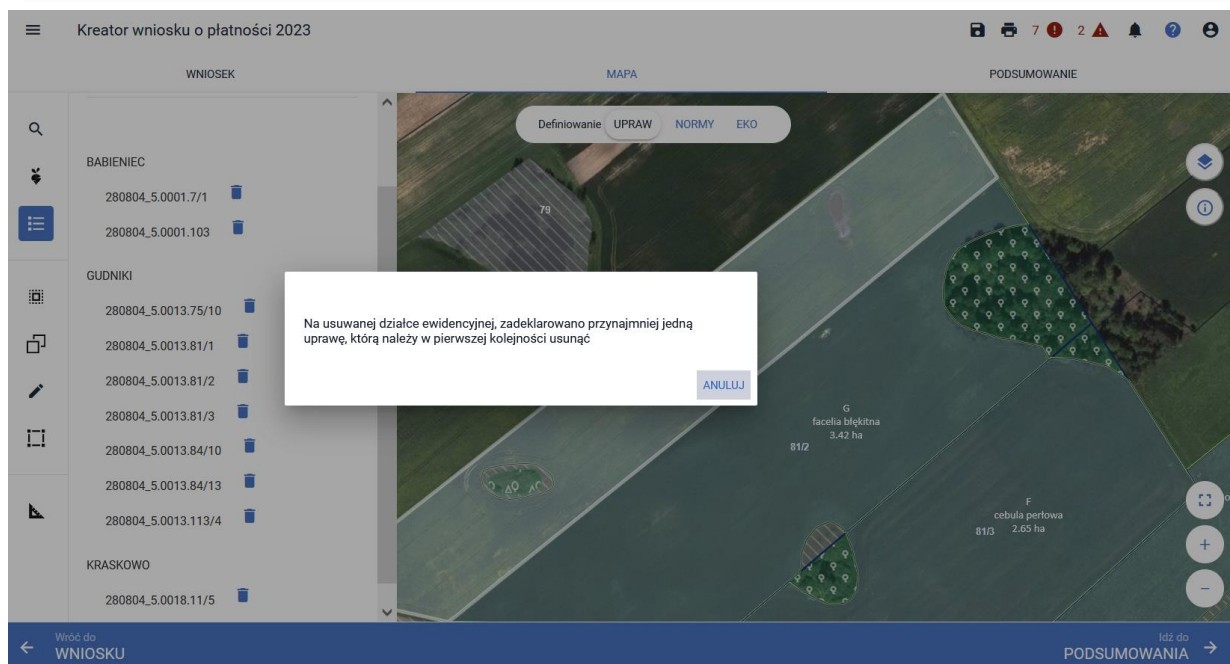 Kreator wniosku o płatności 2023
7
2
WNIOSEK
MAPA
PODSUMOWANIE
Definiowanie UPRAW NORMY EKO
BABIENIEC
280804_5.0001.7/1
280804_5.0001.103
GUDNIKI
280804_5.0013.75/10
280804_5.0013.81/1
280804_5.0013.81/2
280804_5.0013.81/3
280804_5.0013.84/10
280804_5.0013.84/13
280804_5.0013.113/4
KRASKOWO
280804_5.0018.11/5
79
Na usuwanej działce ewidencyjnej, zadeklarowano przynajmniej jedną
uprawę, którą należy w pierwszej kolejności usunąć
ANULUJ
G
facelia błękitna
3.42 ha
81/2
F
cebula perłowa
2.65 ha
81/3
Wróć do
WNIOSKU
Idź do
PODSUMOWANIA